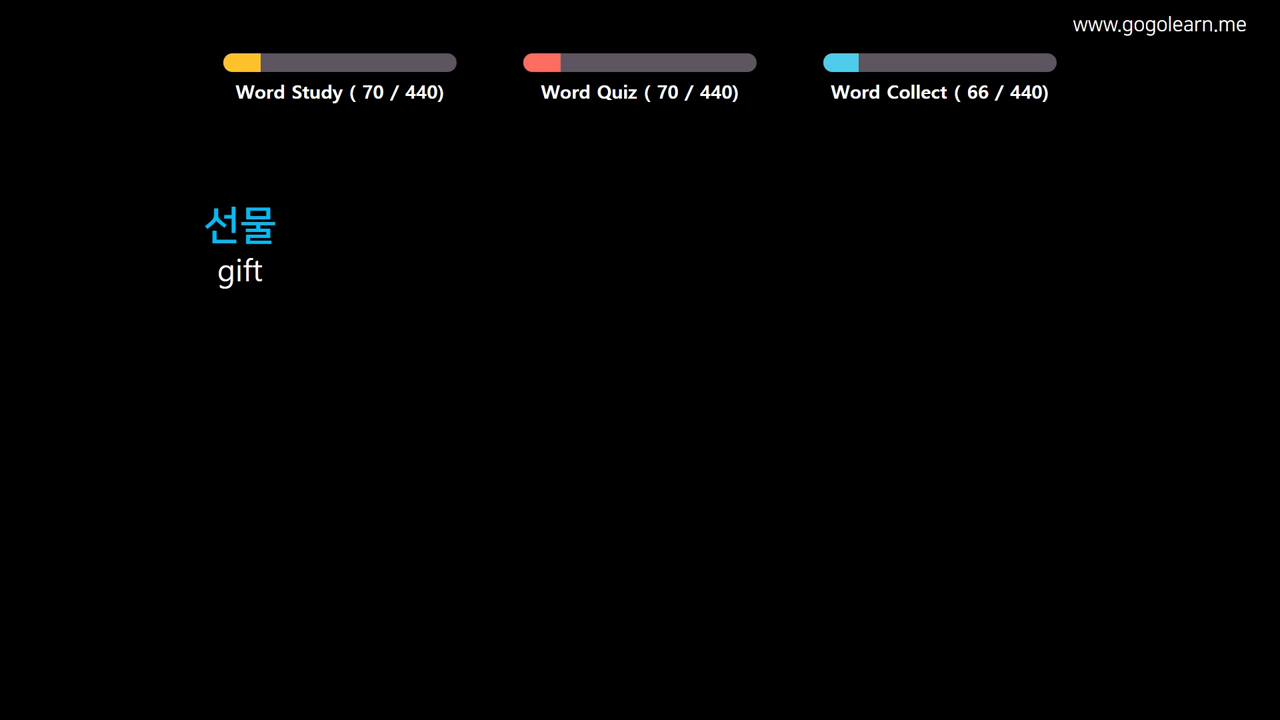 www.gogolearn.me
Word Study ( 70 / 440)
Word Quiz ( 70 / 440)
Word Collect ( 66 / 440)
선물
gift